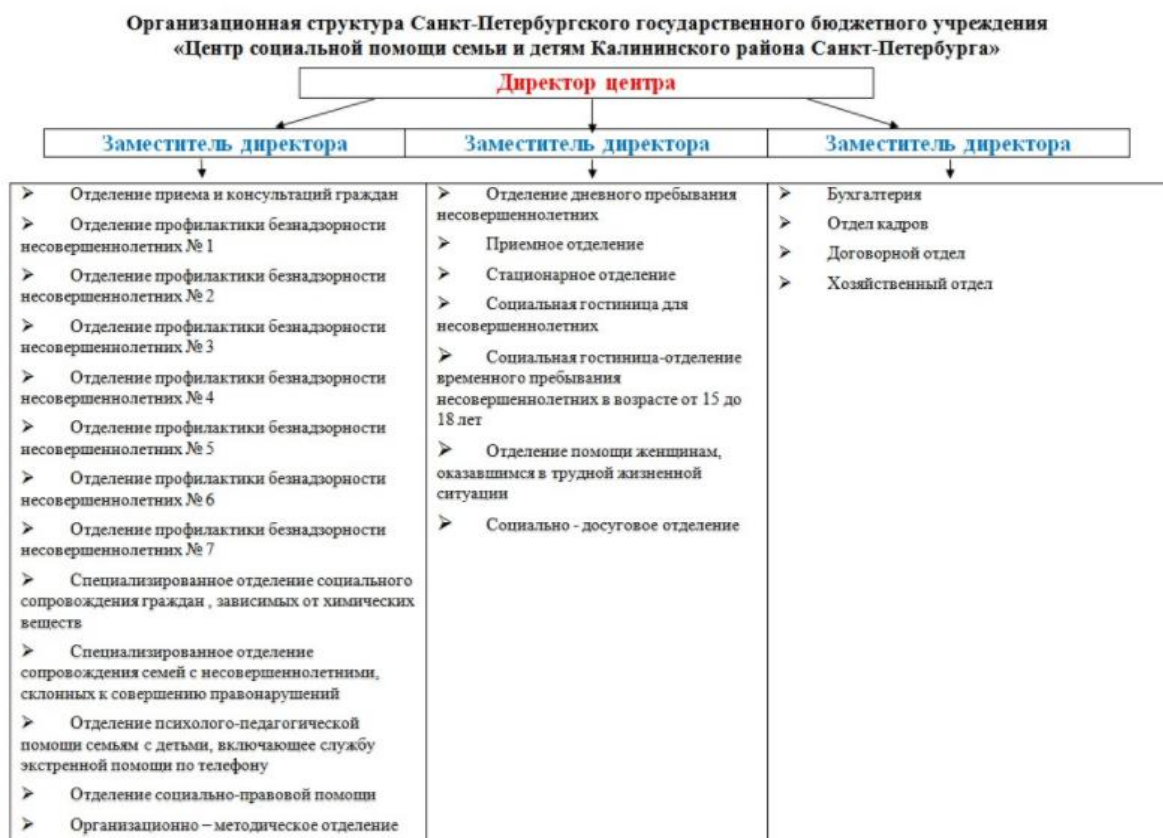 Организационная структура Санкт-Петербургского государственного бюджетного учреждения
«Центр социальной помощи семьи и детям Калининского района Санкт-Петербурга»
Директор центра
Заместитель директора
Заместитель директора
Заместитель директора
➢ Отделение приема и консультаций граждан
➢ Отделение профилактики безнадзорности
несовершеннолетних № 1
➢ Отделение профилактики безнадзорности
несовершеннолетних № 2
➢ Отделение профилактики безнадзорности
несовершеннолетних № 3
➢ Отделение профилактики безнадзорности
несовершеннолетних № 4
➢ Отделение профилактики безнадзорности
несовершеннолетних № 5
➢ Отделение профилактики безнадзорности
несовершеннолетних № 6
➢ Отделение профилактики безнадзорности
несовершеннолетних № 7
➢ Специализированное отделение социального
сопровождения граждан , зависимых от химических
веществ
➢ Специализированное отделение
сопровождения семей с несовершеннолетними,
склонных к совершению правонарушений
➢ Отделение психолого-педагогической
помощи семьям с детьми, включающее службу
экстренной помощи по телефону
➢ Отделение социально-правовой помощи
➢ Организационно – методическое отделение
➢ Отделение дневного пребывания
несовершеннолетних
➢ Приемное отделение
➢ Стационарное отделение
➢ Социальная гостиница для
несовершеннолетних
➢ Социальная гостиница-отделение
временного пребывания
несовершеннолетних в возрасте от 15 до
18 лет
➢ Отделение помощи женщинам,
оказавшимся в трудной жизненной
ситуации
➢ Социально - досуговое отделение
➢ Бухгалтерия
➢ Отдел кадров
➢ Договорной отдел
➢ Хозяйственный отдел